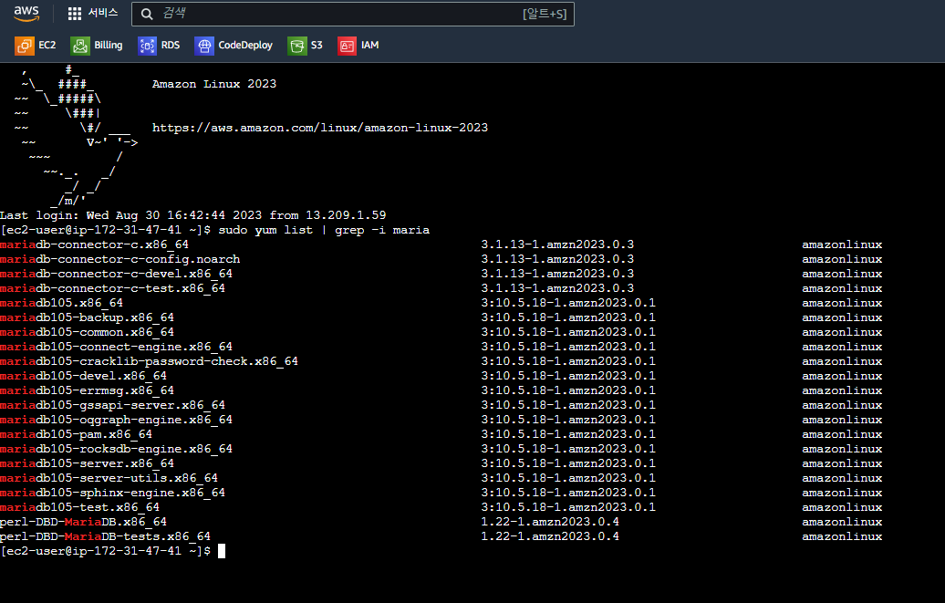 aws 서비스 검색 [알트+S]
EC2 Billing RDS CodeDeploy S3 IAM
   ,     #_
   ~\_  ####_        Amazon Linux 2023
  ~~  \_#####\
  ~~     \###|
  ~~       \#/ ___   https://aws.amazon.com/linux/amazon-linux-2023
   ~~       V~' '->
    ~~~         /
      ~~._.   _/
         _/ _/
       _/m/'
Last login: Wed Aug 30 16:42:44 2023 from 13.209.1.59
[ec2-user@ip-172-31-47-41 ~]$ sudo yum list | grep -i maria
mariadb-connector-c.x86_64 3.1.13-1.amzn2023.0.3 amazonlinux
mariadb-connector-c-config.noarch 3.1.13-1.amzn2023.0.3 amazonlinux
mariadb-connector-c-devel.x86_64 3.1.13-1.amzn2023.0.3 amazonlinux
mariadb-connector-c-test.x86_64 3.1.13-1.amzn2023.0.3 amazonlinux
mariadb105.x86_64 3:10.5.18-1.amzn2023.0.1 amazonlinux
mariadb105-backup.x86_64 3:10.5.18-1.amzn2023.0.1 amazonlinux
mariadb105-common.x86_64 3:10.5.18-1.amzn2023.0.1 amazonlinux
mariadb105-connect-engine.x86_64 3:10.5.18-1.amzn2023.0.1 amazonlinux
mariadb105-cracklib-password-check.x86_64 3:10.5.18-1.amzn2023.0.1 amazonlinux
mariadb105-devel.x86_64 3:10.5.18-1.amzn2023.0.1 amazonlinux
mariadb105-errmsg.x86_64 3:10.5.18-1.amzn2023.0.1 amazonlinux
mariadb105-gssapi-server.x86_64 3:10.5.18-1.amzn2023.0.1 amazonlinux
mariadb105-oqgraph-engine.x86_64 3:10.5.18-1.amzn2023.0.1 amazonlinux
mariadb105-pam.x86_64 3:10.5.18-1.amzn2023.0.1 amazonlinux
mariadb105-rocksdb-engine.x86_64 3:10.5.18-1.amzn2023.0.1 amazonlinux
mariadb105-server.x86_64 3:10.5.18-1.amzn2023.0.1 amazonlinux
mariadb105-server-utils.x86_64 3:10.5.18-1.amzn2023.0.1 amazonlinux
mariadb105-sphinx-engine.x86_64 3:10.5.18-1.amzn2023.0.1 amazonlinux
mariadb105-test.x86_64 3:10.5.18-1.amzn2023.0.1 amazonlinux
perl-DBD-MariaDB.x86_64 1.22-1.amzn2023.0.4 amazonlinux
perl-DBD-MariaDB-tests.x86_64 1.22-1.amzn2023.0.4 amazonlinux
[ec2-user@ip-172-31-47-41 ~]$